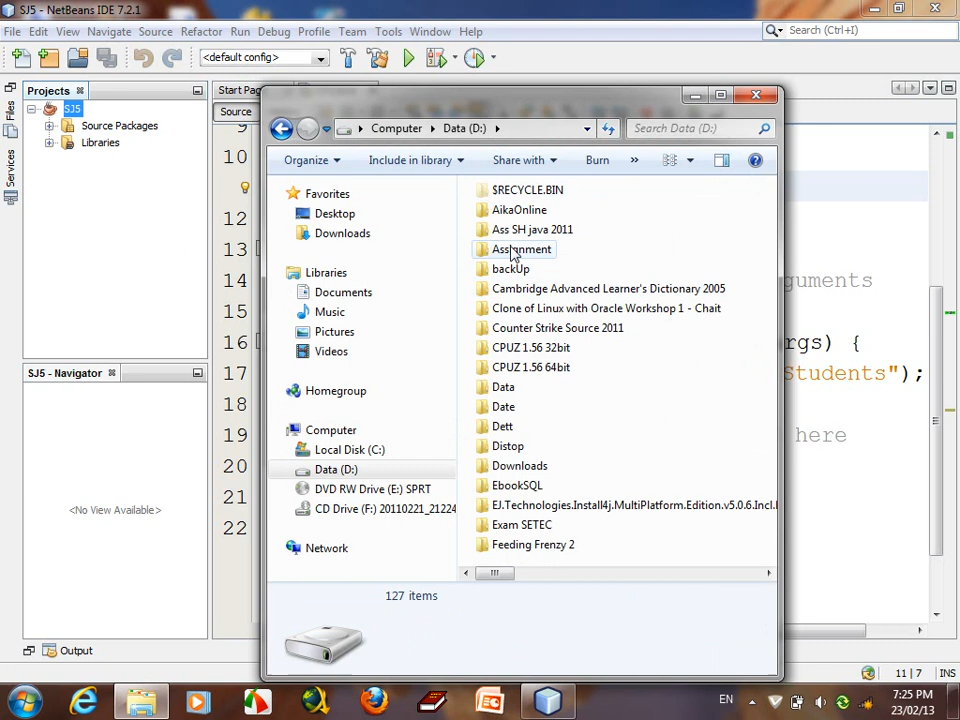 SJ5 - NetBeans IDE 7.2.1
File Edit View Navigate Source Refactor Run Debug Profile Team Tools Window Help
Search (Ctrl+I)
<default config>
Projects
Start Pag
Files
Services
SJ5
Source Packages
Libraries
Source
Computer Data (D:)
Search Data (D:)
Organize Include in library Share with Burn »
Favorites
Desktop
Downloads
Libraries
Documents
Music
Pictures
Videos
Homegroup
Computer
Local Disk (C:)
Data (D:)
DVD RW Drive (E:) SPRT
CD Drive (F:) 20110221_21224
Network
$RECYCLE.BIN
AikaOnline
Ass SH java 2011
Assignment
backUp
Cambridge Advanced Learner's Dictionary 2005
Clone of Linux with Oracle Workshop 1 - Chait
Counter Strike Source 2011
CPUZ 1.56 32bit
CPUZ 1.56 64bit
Data
Date
Dett
Distop
Downloads
EbookSQL
EJ.Technologies.Install4j.MultiPlatform.Edition.v5.0.6.Incl.
Exam SETEC
Feeding Frenzy 2
127 items
9
10
12
13
14 guments
15
16 rgs) {
17 Students");
18
19 here
20
21
22
SJ5 - Navigator
<No View Available>
Output
11 | 7 INS
EN
7:25 PM
23/02/13